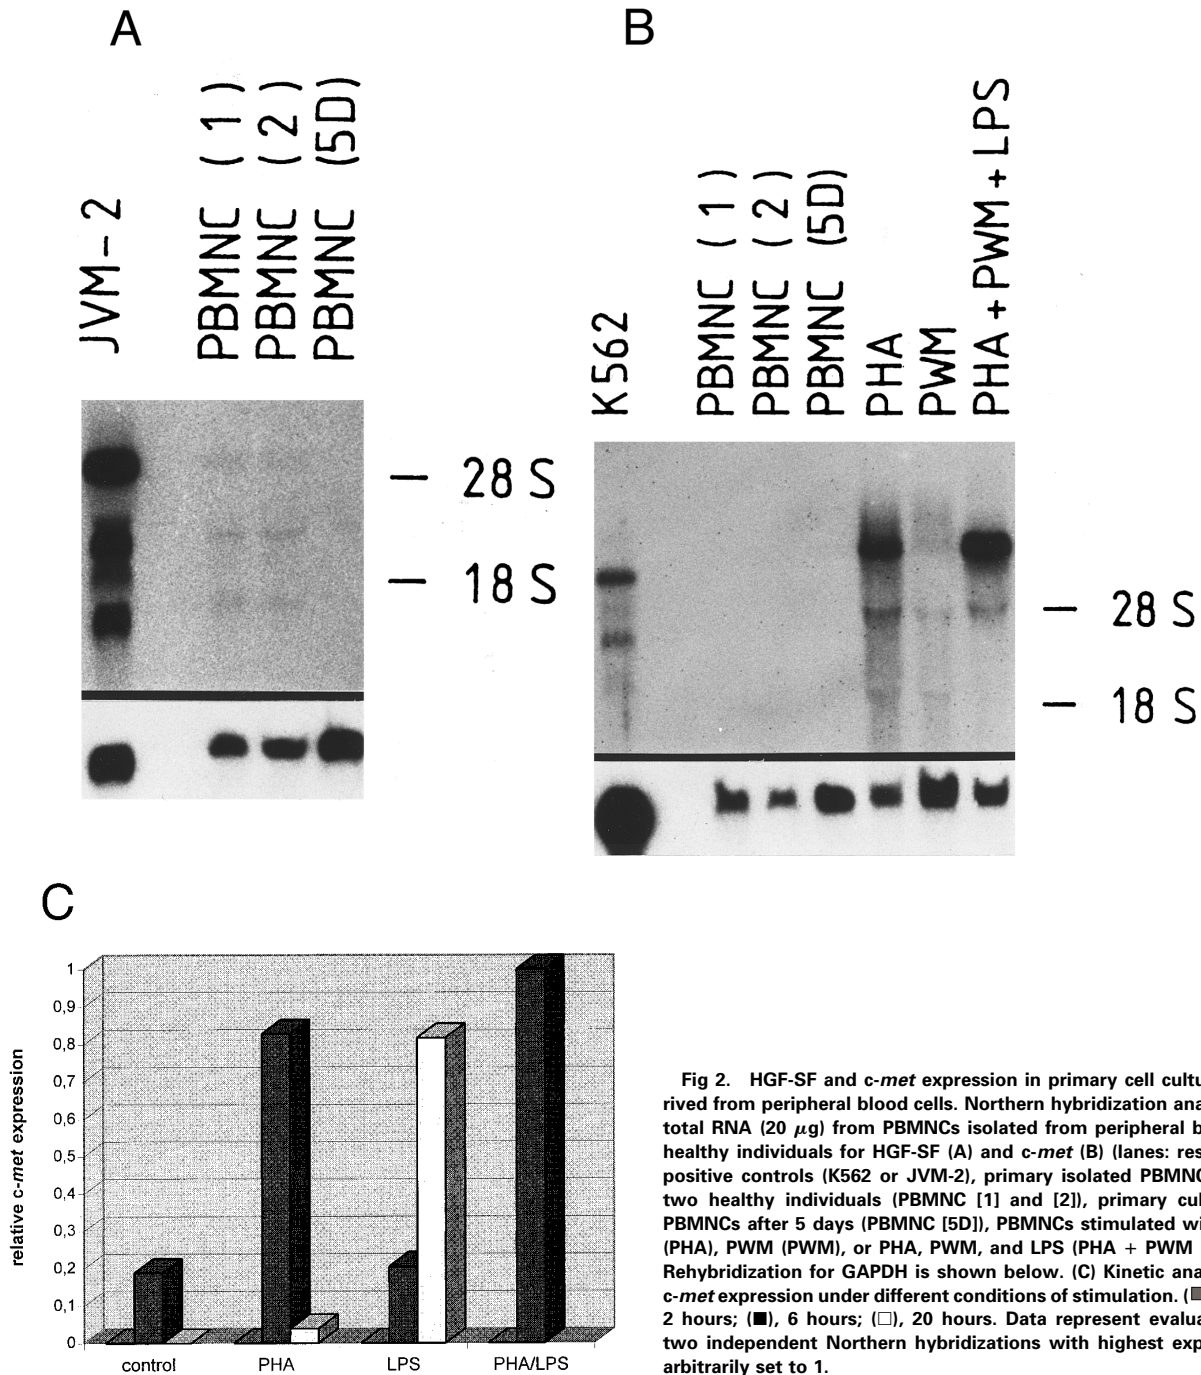 A
JVM-2
PBMNC (1)
PBMNC (2)
PBMNC (5D)
28 S
18 S
B
K562
PBMNC (1)
PBMNC (2)
PBMNC (5D)
PHA
PWM
PHA+PWM+LPS
28 S
18 S
C
relative c-met expression
1
0,9
0,8
0,7
0,6
0,5
0,4
0,3
0,2
0,1
0
control
PHA
LPS
PHA/LPS
Fig 2. HGF-SF and c-met expression in primary cell cultu
rived from peripheral blood cells. Northern hybridization ana
total RNA (20 μg) from PBMNCs isolated from peripheral b
healthy individuals for HGF-SF (A) and c-met (B) (lanes: res
positive controls (K562 or JVM-2), primary isolated PBMNC
two healthy individuals (PBMNC [1] and [2]), primary cul
PBMNCs after 5 days (PBMNC [5D]), PBMNCs stimulated wi
(PHA), PWM (PWM), or PHA, PWM, and LPS (PHA + PWM
Rehybridization for GAPDH is shown below. (C) Kinetic ana
c-met expression under different conditions of stimulation. (■
2 hours; (■), 6 hours; (□), 20 hours. Data represent evalua
two independent Northern hybridizations with highest exp
arbitrarily set to 1.